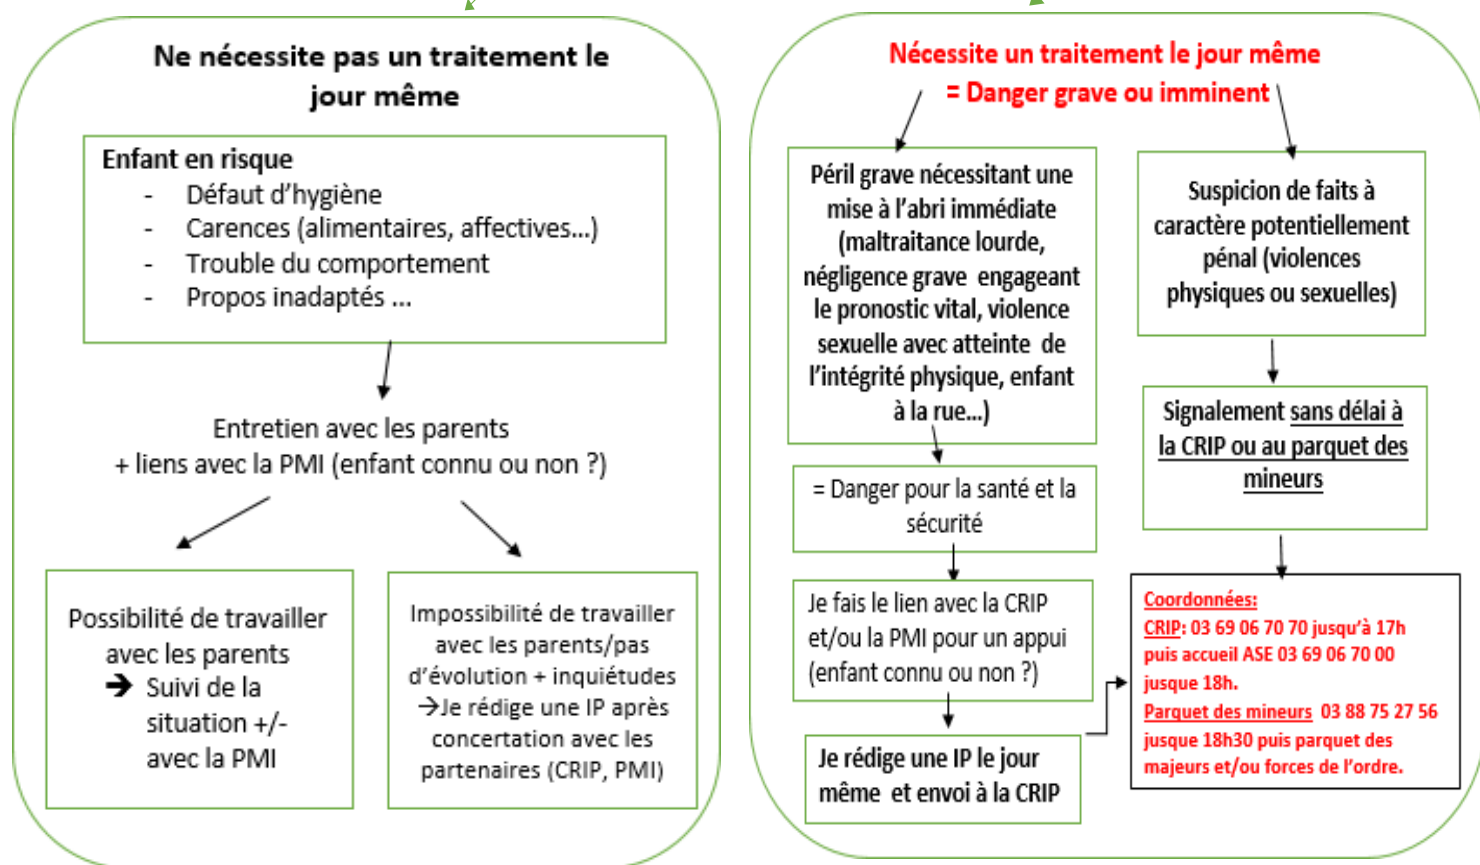 Ne nécessite pas un traitement le
jour même
Enfant en risque
- Défaut d'hygiène
- Carences (alimentaires, affectives...)
- Trouble du comportement
- Propos inadaptés ...
Entretien avec les parents
+ liens avec la PMI (enfant connu ou non ?)
Possibilité de travailler
avec les parents
➔ Suivi de la
situation +/-
avec la PMI
Impossibilité de travailler
avec les parents/pas
d'évolution + inquiétudes
→Je rédige une IP après
concertation avec les
partenaires (CRIP, PMI)
Nécessite un traitement le jour même
= Danger grave ou imminent
Péril grave nécessitant une
mise à l'abri immédiate
(maltraitance lourde,
négligence grave engageant
le pronostic vital, violence
sexuelle avec atteinte de
l'intégrité physique, enfant
à la rue...)
= Danger pour la santé et la
sécurité
Je fais le lien avec la CRIP
et/ou la PMI pour un appui
(enfant connu ou non ?)
Je rédige une IP le jour
même et envoi à la CRIP
Suspicion de faits à
caractère potentiellement
pénal (violences
physiques ou sexuelles)
Signalement sans délai à
la CRIP ou au parquet des
mineurs
Coordonnées:
CRIP: 03 69 06 70 70 jusqu'à 17h
puis accueil ASE 03 69 06 70 00
jusque 18h.
Parquet des mineurs 03 88 75 27 56
jusque 18h30 puis parquet des
majeurs et/ou forces de l'ordre.